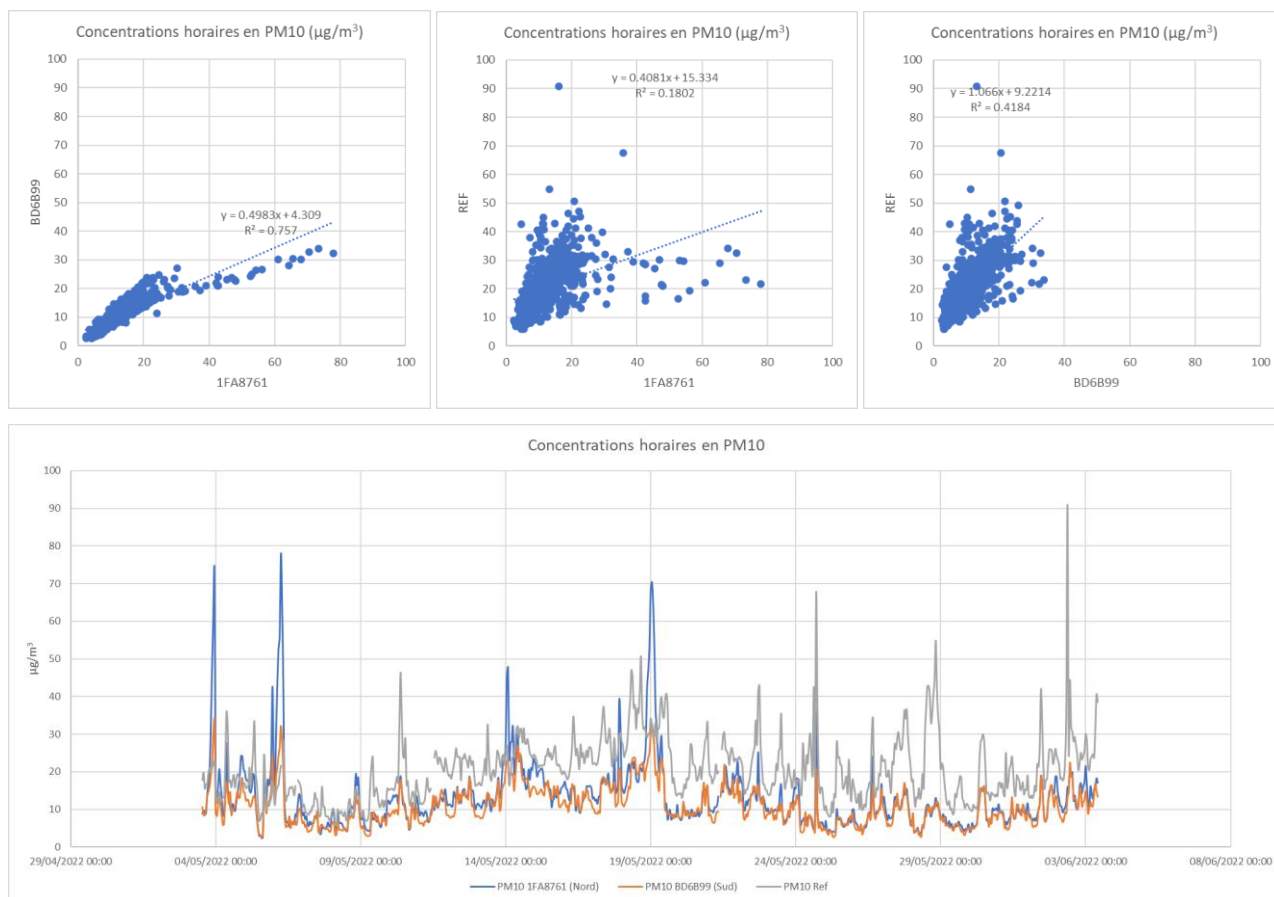 Concentrations horaires en PM10 (µg/m³)
100
90
80
70
60
50
40
30
20
10
0
BD6B99
y = 0.4983x + 4.309
R² = 0.757
0 20 40 60 80 100
1FA8761
Concentrations horaires en PM10 (µg/m³)
100
90
80
70
60
50
40
30
20
10
0
REF
y = 0.4081x + 15.334
R² = 0.1802
0 20 40 60 80 100
1FA8761
Concentrations horaires en PM10 (µg/m³)
100
90
80
70
60
50
40
30
20
10
0
REF
y = 1.066x + 9.2214
R² = 0.4184
0 20 40 60 80 100
BD6B99
Concentrations horaires en PM10
100
90
80
70
60
50
40
30
20
10
0
µg/m³
29/04/2022 00:00 04/05/2022 00:00 09/05/2022 00:00 14/05/2022 00:00 19/05/2022 00:00 24/05/2022 00:00 29/05/2022 00:00 03/06/2022 00:00 08/06/2022 00:00
PM10 1FA8761 (Nord) PM10 BD6B99 (Sud) PM10 Ref